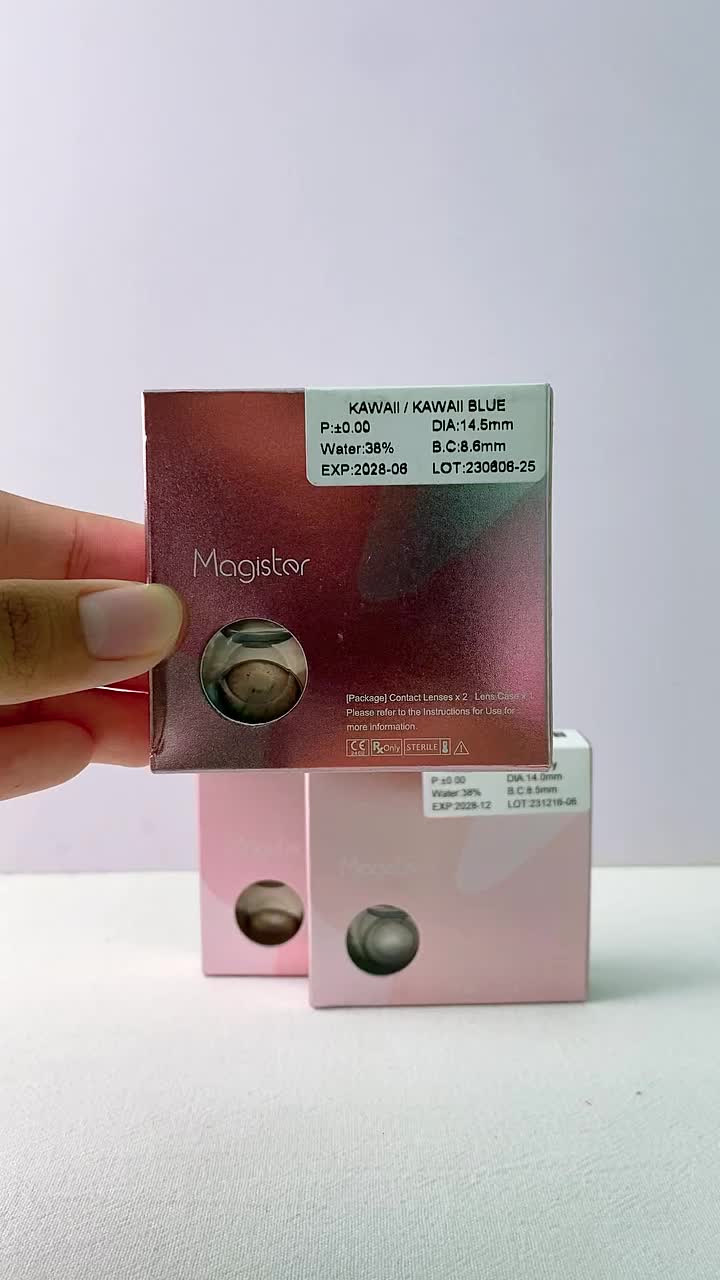 KAWAII / KAWAII BLUE
P:±0.00 DIA:14.5mm
Water:38% B.C:8.6mm
EXP:2028-06 LOT:230606-25
Magister
[Package] Contact Lenses x 2 Lens Case x 1
Please refer to the Instructions for Use for
more information.
CE 2402 Rx Only STERILE
P:±0.00 DIA:14.0mm
Water:38% B.C:8.5mm
EXP:2028-12 LOT:231216-06
Magister